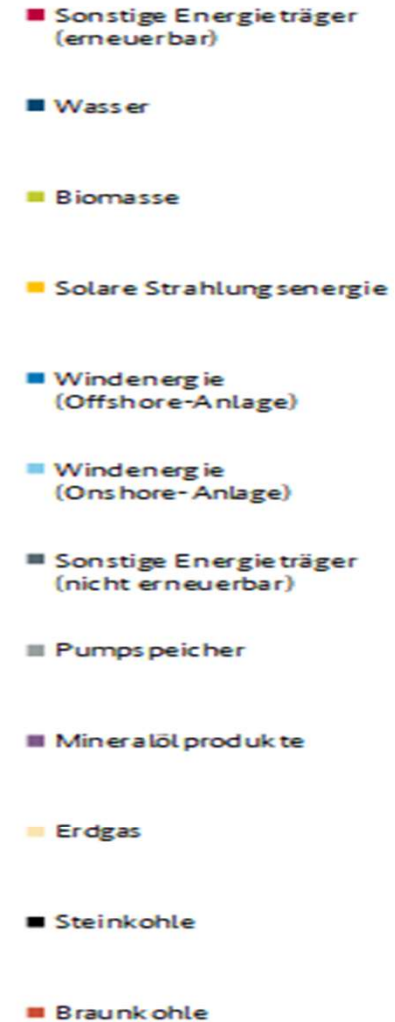 Sonstige Energieträger
(erneuerbar)
Wasser
Biomasse
Solare Strahlungsenergie
Windenergie
(Offshore-Anlage)
Windenergie
(Onshore-Anlage)
Sonstige Energieträger
(nicht erneuerbar)
Pumpspeicher
Mineralölprodukte
Erdgas
Steinkohle
Braunkohle